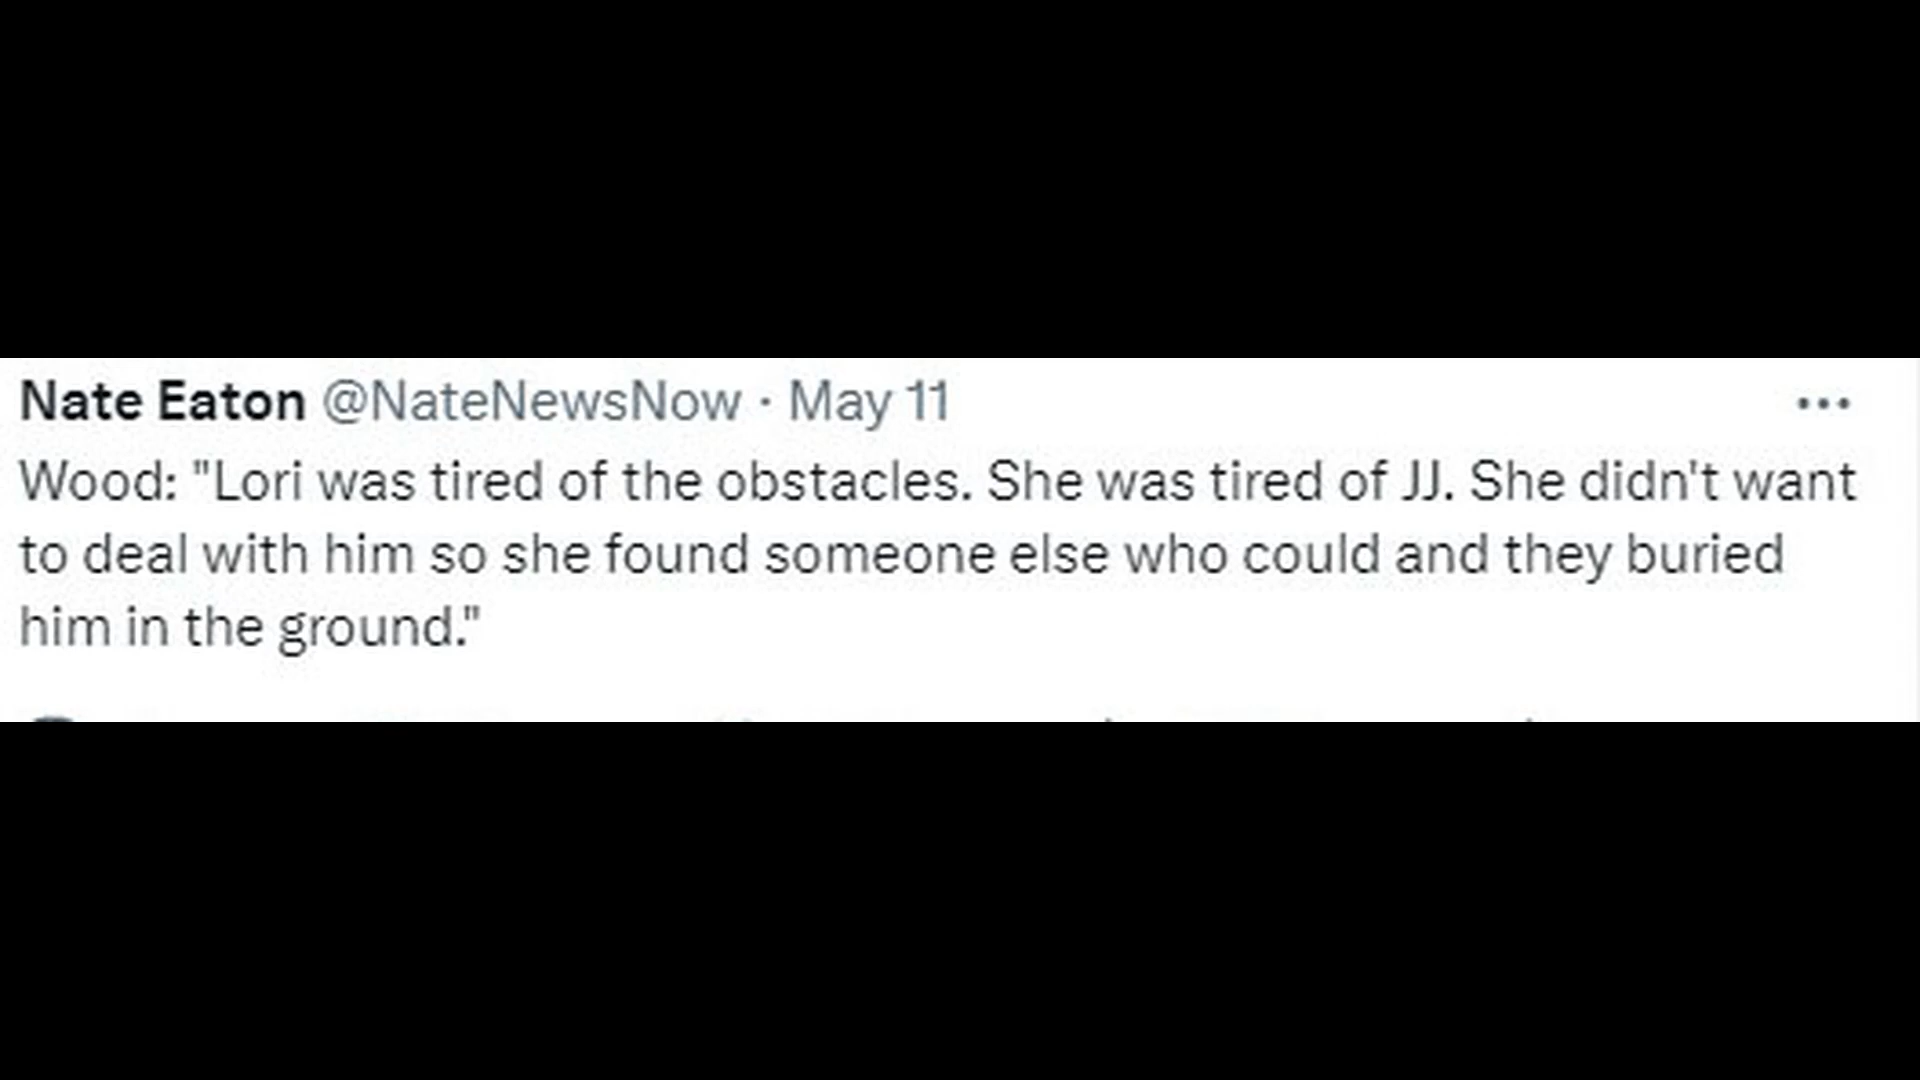 Nate Eaton @NateNewsNow · May 11
Wood: "Lori was tired of the obstacles. She was tired of JJ. She didn't want
to deal with him so she found someone else who could and they buried
him in the ground."